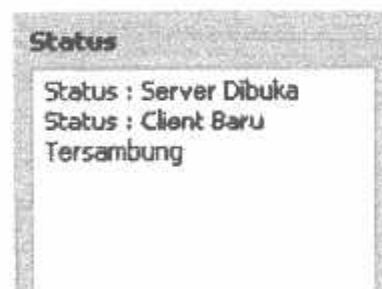 Status
Status : Server Dibuka
Status : Client Baru
Tersambung